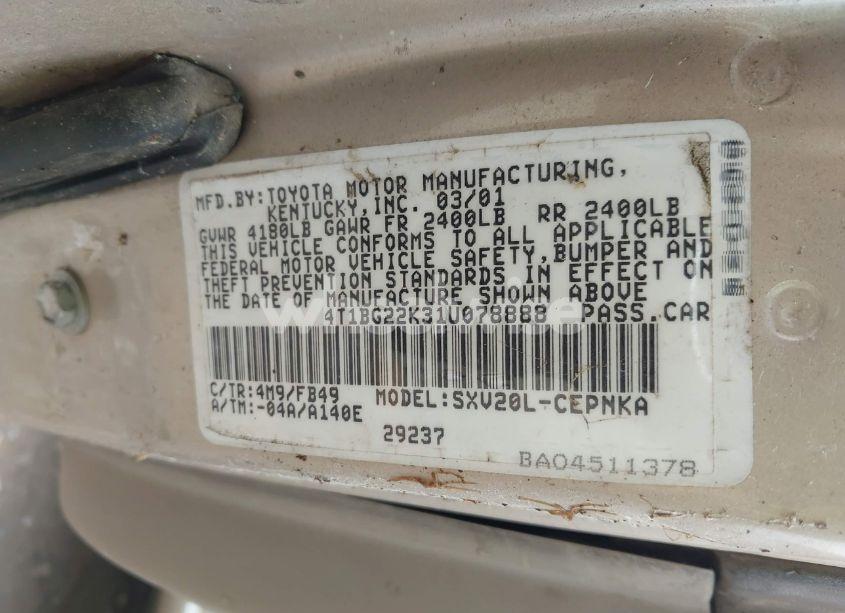 MFD.BY:TOYOTA MOTOR MANUFACTURING,
KENTUCKY,INC. 03/01
GVWR 4180LB GAWR FR 2400LB RR 2400LB
THIS VEHICLE CONFORMS TO ALL APPLICABLE
FEDERAL MOTOR VEHICLE SAFETY,BUMPER AND
THEFT PREVENTION STANDARDS IN EFFECT ON
THE DATE OF MANUFACTURE SHOWN ABOVE
4T1BG22K31U078888 PASS.CAR
C/TR:4M9/FB49 MODEL:SXV20L-CEPNKA
A/TM:-04A/A140E
29237
BA04511378